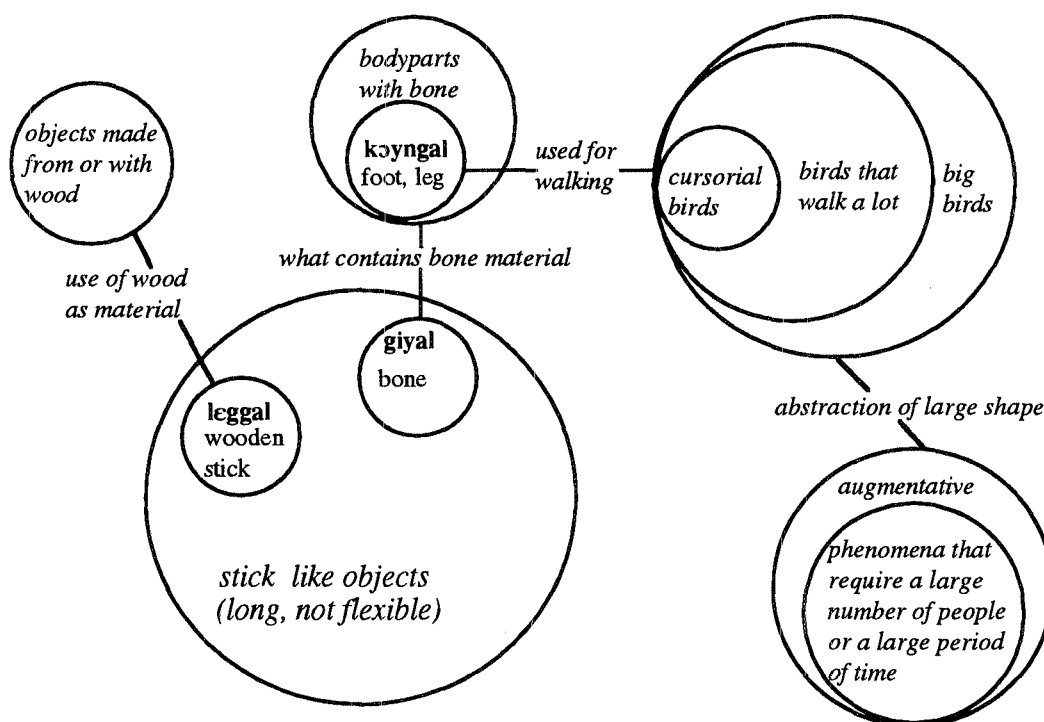 objects made
from or with
wood
use of wood
as material
bodyparts
with bone
kɔyngal
foot, leg
used for
walking
cursorial
birds
birds that
walk a lot
big
birds
what contains bone material
giyal
bone
lɛggal
wooden
stick
stick like objects
(long, not flexible)
abstraction of large shape
augmentative
phenomena that
require a large
number of people
or a large period
of time